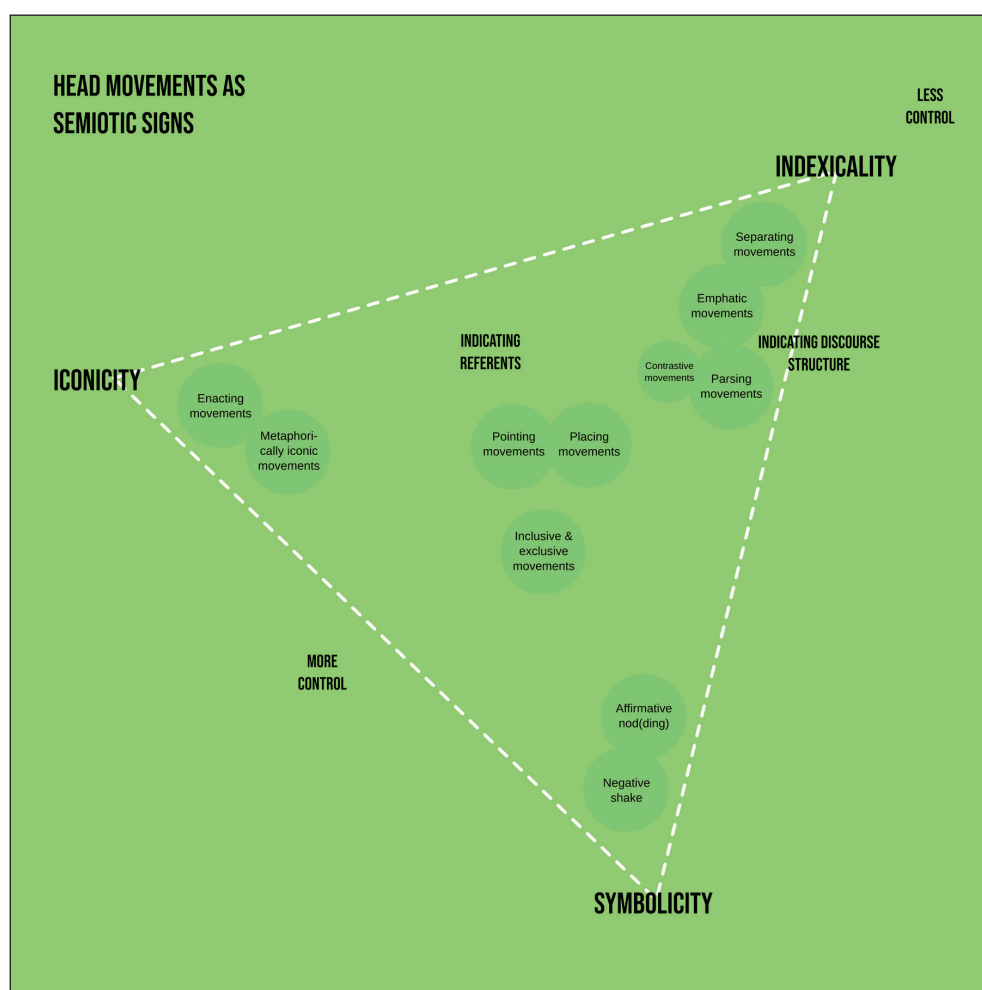 HEAD MOVEMENTS AS
SEMIOTIC SIGNS
LESS
CONTROL
INDEXICALITY
Separating
movements
Emphatic
movements
INDICATING
REFERENTS
INDICATING DISCOURSE
STRUCTURE
Contrastive
movements
Parsing
movements
ICONICITY
Enacting
movements
Metaphori-
cally iconic
movements
Pointing
movements
Placing
movements
Inclusive &
exclusive
movements
MORE
CONTROL
Affirmative
nod(ding)
Negative
shake
SYMBOLICITY